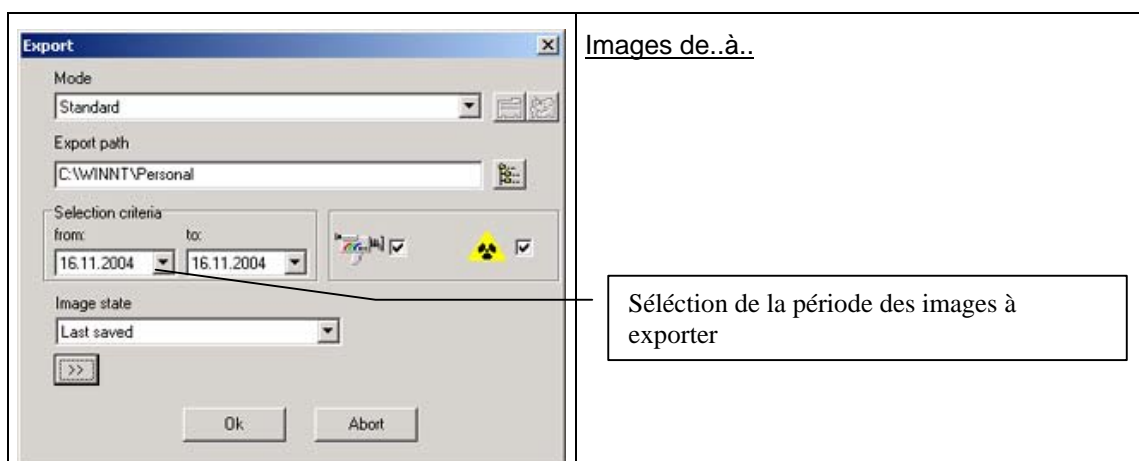 Export
Mode
Standard
Export path
C:\WINNT\Personal
Selection criteria
from: to:
16.11.2004 16.11.2004
Image state
Last saved
>>
Ok Abort
Images de..à..
Séléction de la période des images à
exporter